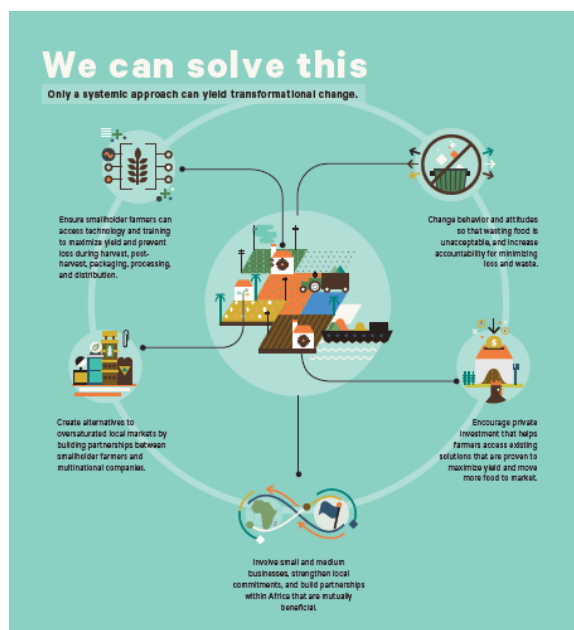 We can solve this
Only a systemic approach can yield transformational change.
Ensure smallholder farmers can
access technology and training
to maximize yield and prevent
loss during harvest, post-
harvest, packaging, processing,
and distribution.
Change behavior and attitudes
so that wasting food is
unacceptable, and increase
accountability for minimizing
loss and waste.
Create alternatives to
oversaturated local markets by
building partnerships between
smallholder farmers and
multinational companies.
Encourage private
investment that helps
farmers access existing
solutions that are proven to
maximize yield and move
more food to market.
Involve small and medium
businesses, strengthen local
commitments, and build partnerships
within Africa that are mutually
beneficial.